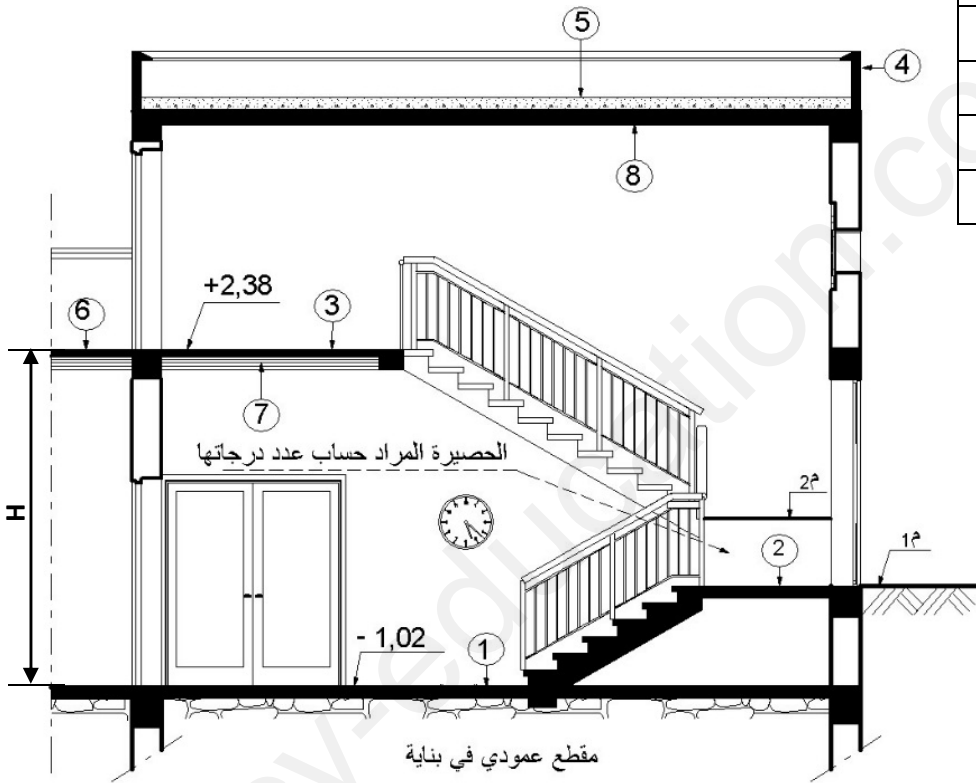 5
4
8
+2,38
6
3
7
الحصيرة المراد حساب عدد درجاتها
H
م2
م1
2
- 1,02
1
مقطع عمودي في بناية